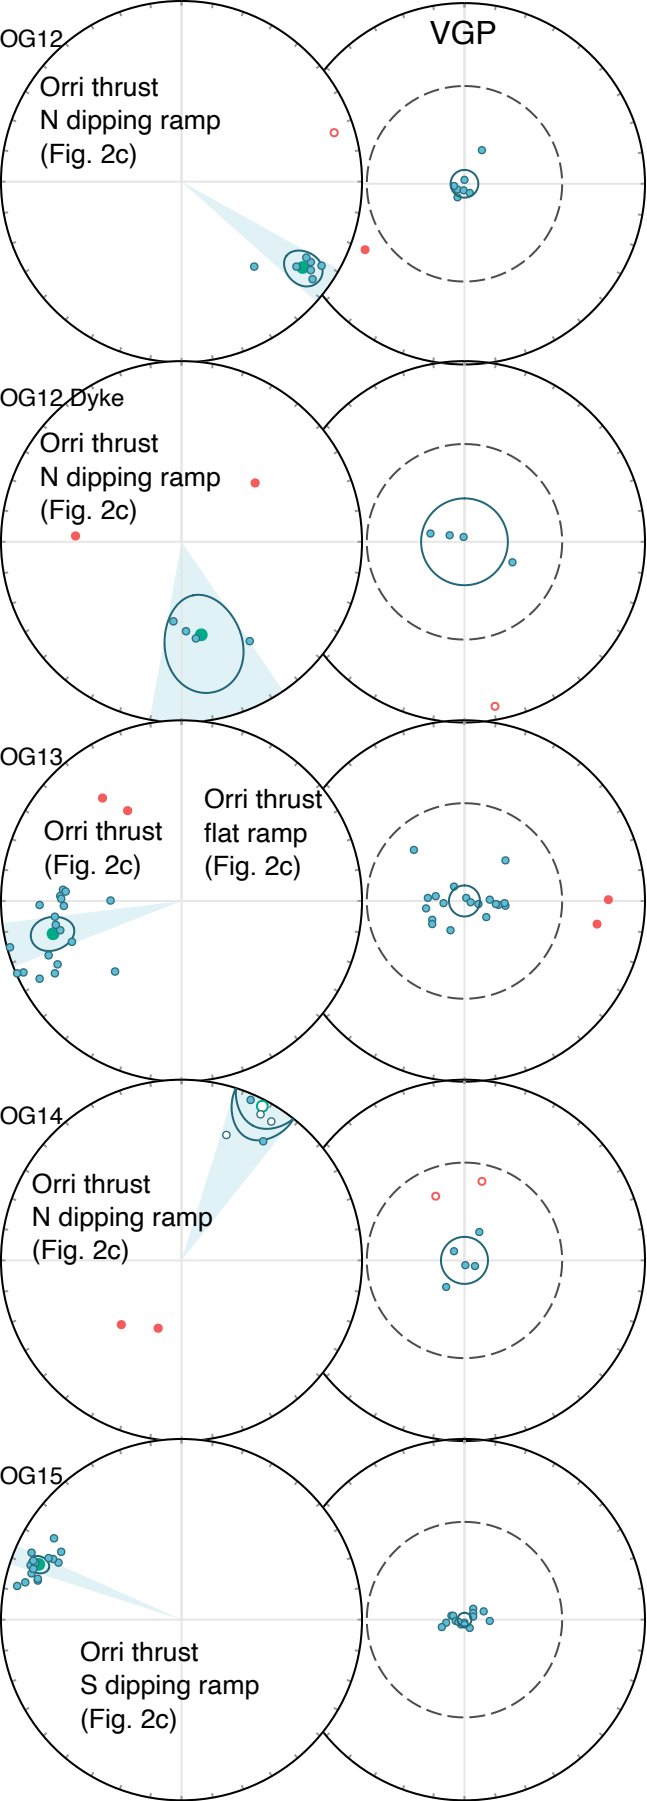 OG12
VGP
Orri thrust
N dipping ramp
(Fig. 2c)
OG12 Dyke
Orri thrust
N dipping ramp
(Fig. 2c)
OG13
Orri thrust
(Fig. 2c)
Orri thrust
flat ramp
(Fig. 2c)
OG14
Orri thrust
N dipping ramp
(Fig. 2c)
OG15
Orri thrust
S dipping ramp
(Fig. 2c)